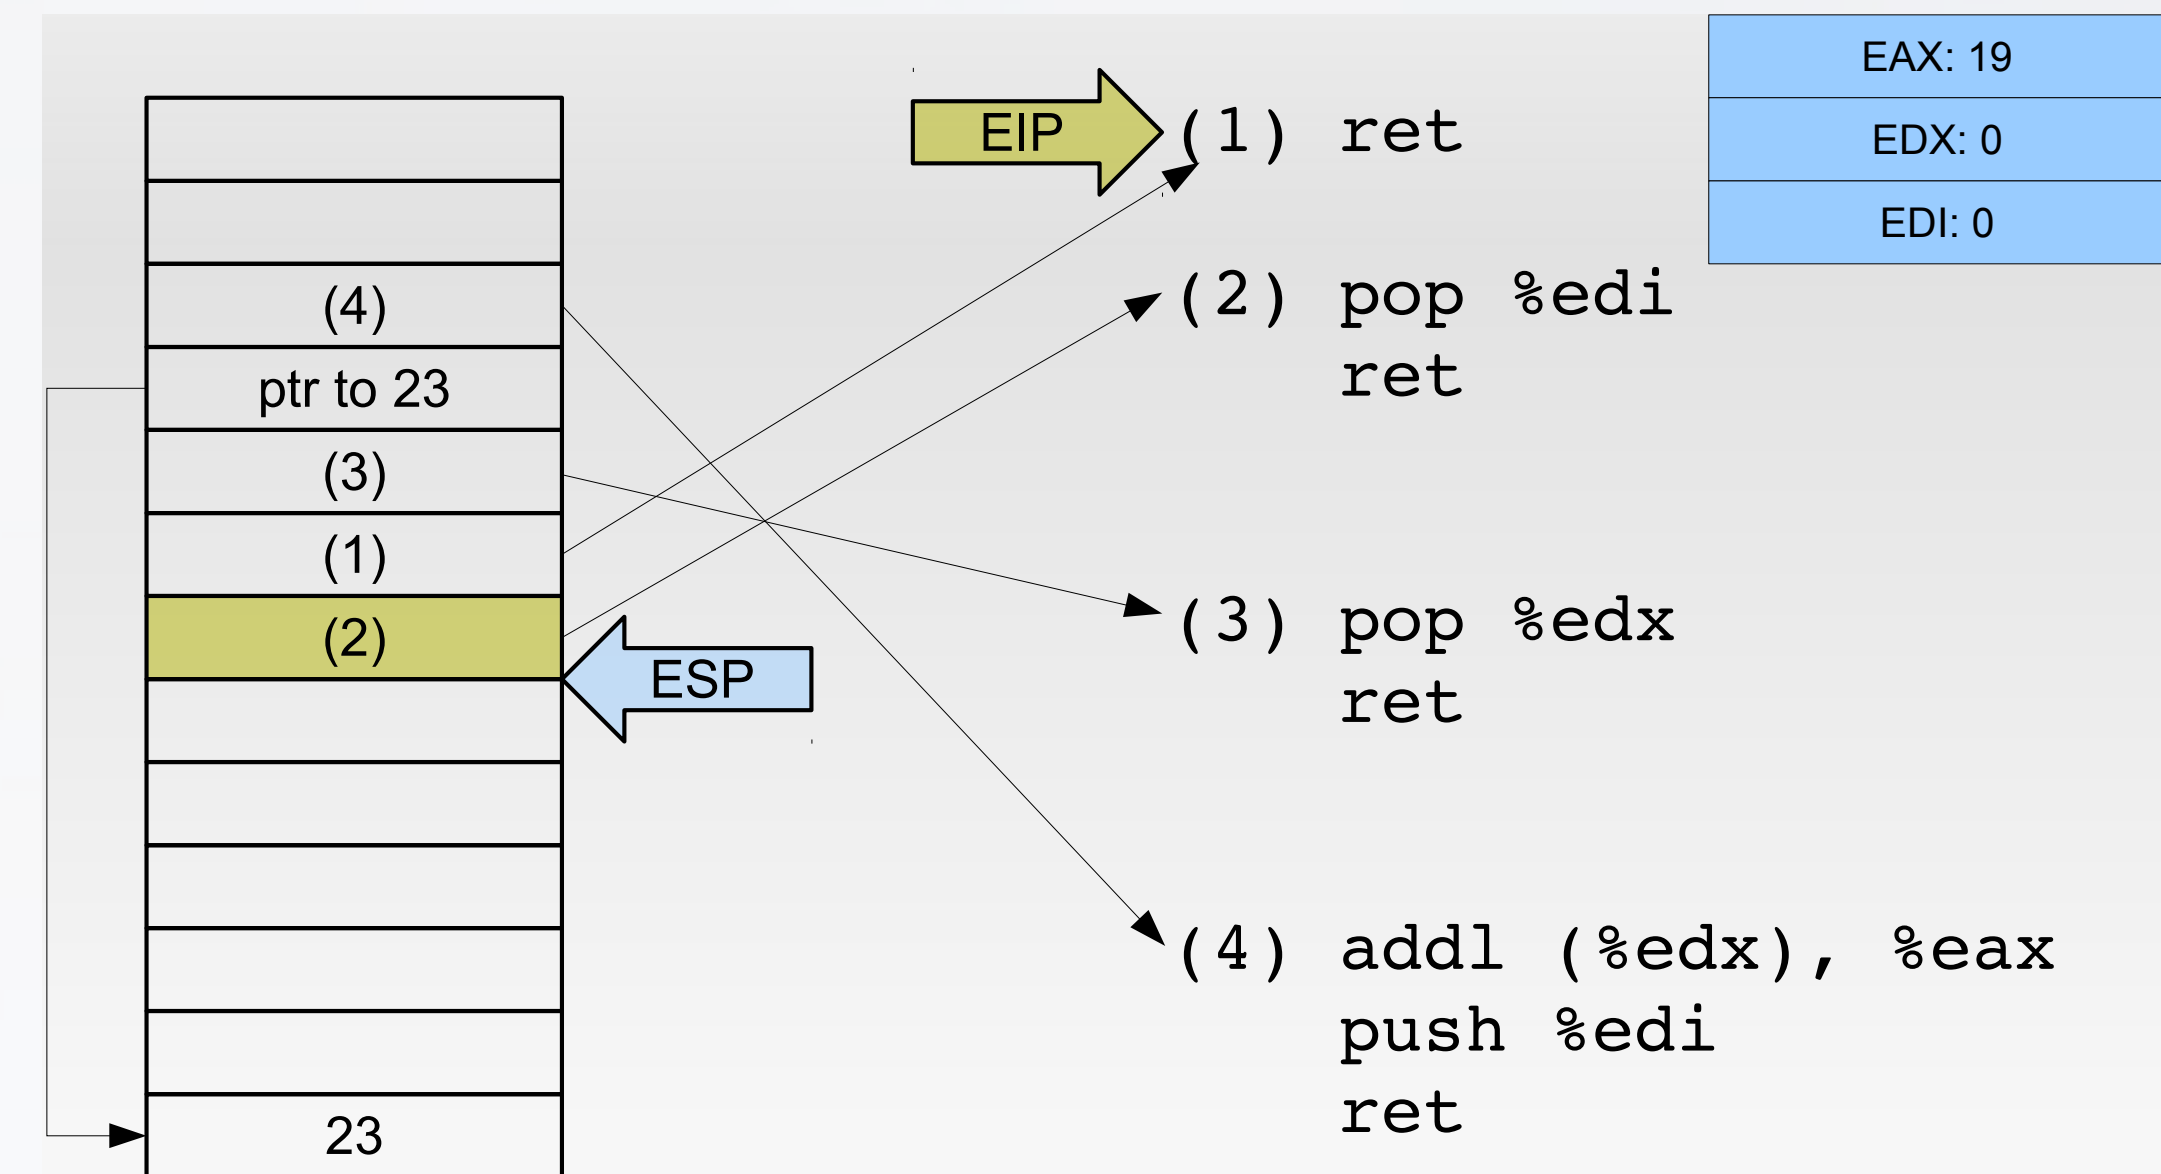 EAX: 19
EDX: 0
EDI: 0
EIP
(1) ret
(2) pop %edi
ret
(3) pop %edx
ret
(4) addl (%edx), %eax
push %edi
ret
(4)
ptr to 23
(3)
(1)
(2)
ESP
23